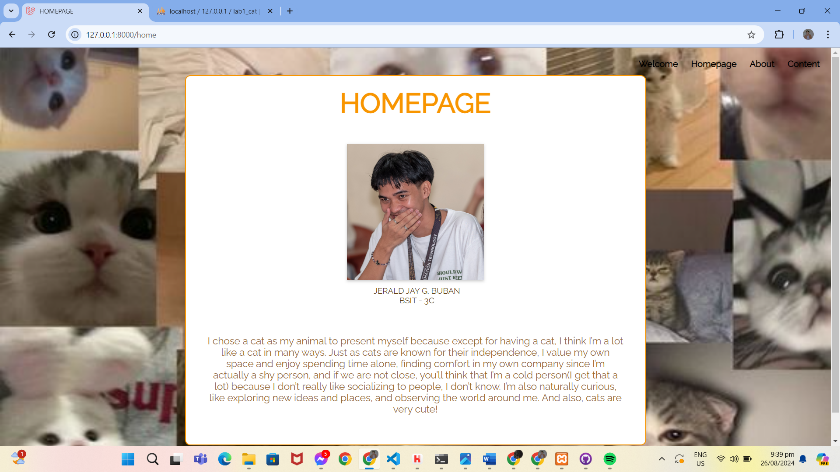 HOMEPAGE
localhost / 127.0.0.1 / lab1_cat |
127.0.0.1:8000/home
Welcome Homepage About Content
HOMEPAGE
JERALD JAY G. BUBAN
BSIT - 3C
I chose a cat as my animal to present myself because except for having a cat, I think I'm a lot
like a cat in many ways. Just as cats are known for their independence, I value my own
space and enjoy spending time alone, finding comfort in my own company since I'm
actually a shy person, and if we are not close, you'll think that I'm a cold person(I get that a
lot) because I don't really like socializing to people, I don't know. I'm also naturally curious,
like exploring new ideas and places, and observing the world around me. And also, cats are
very cute!
ENG
US
9:39 pm
26/08/2024